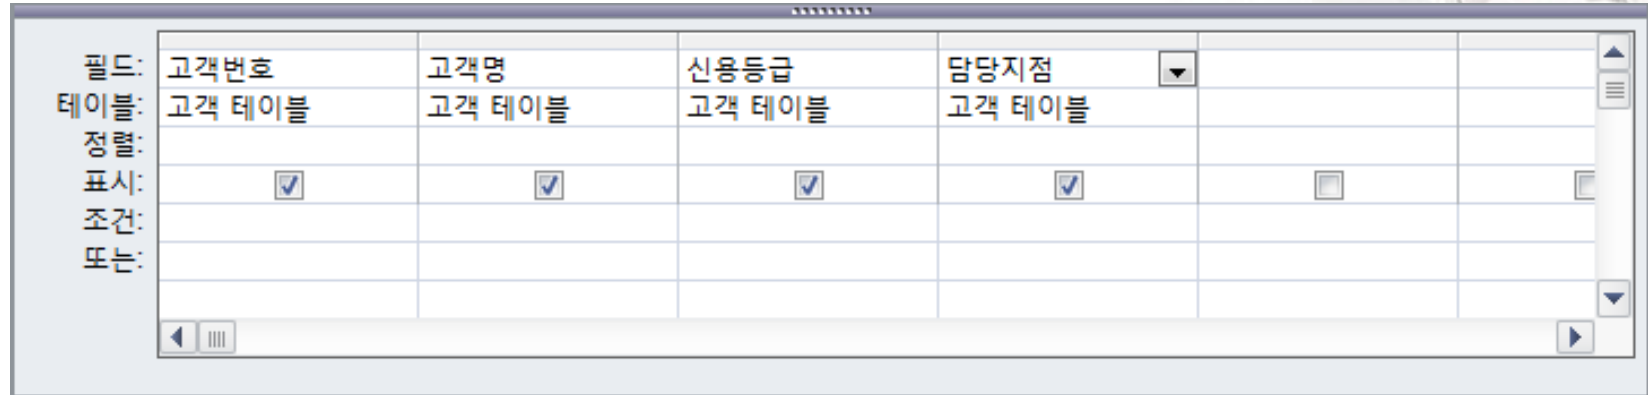 필드: 고객번호 고객명 신용등급 담당지점
테이블: 고객 테이블 고객 테이블 고객 테이블 고객 테이블
정렬:
표시:
조건:
또는: